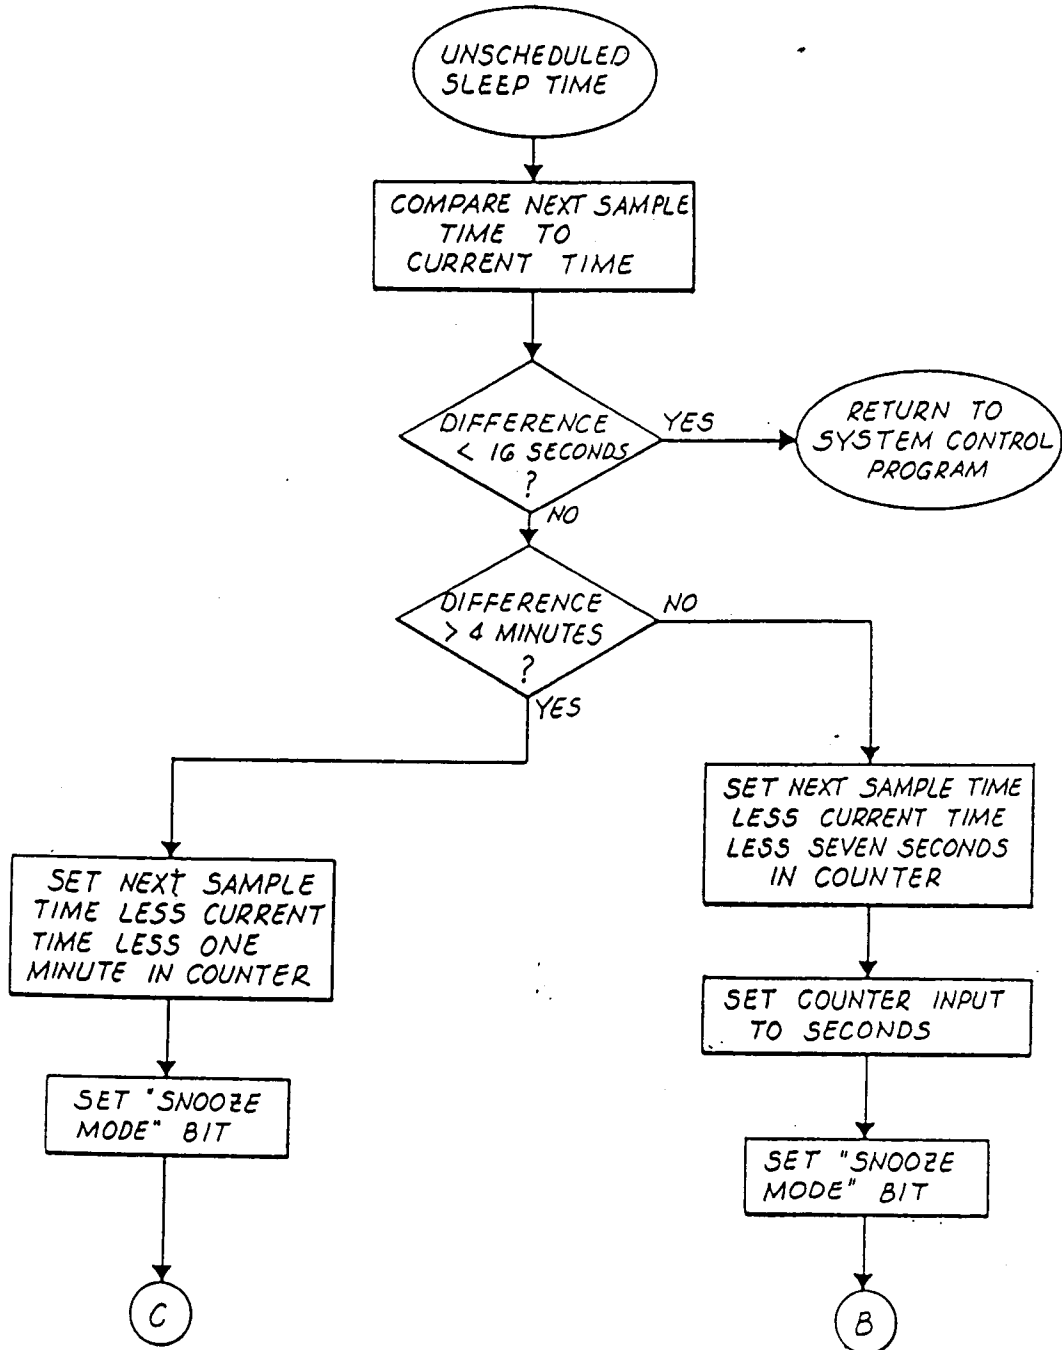 UNSCHEDULED
SLEEP TIME
COMPARE NEXT SAMPLE
TIME TO
CURRENT TIME
DIFFERENCE
< 16 SECONDS
?
YES
RETURN TO
SYSTEM CONTROL
PROGRAM
NO
DIFFERENCE
> 4 MINUTES
?
NO
YES
SET NEXT SAMPLE TIME
LESS CURRENT TIME
LESS SEVEN SECONDS
IN COUNTER
SET NEXT SAMPLE
TIME LESS CURRENT
TIME LESS ONE
MINUTE IN COUNTER
SET COUNTER INPUT
TO SECONDS
SET "SNOOZE
MODE" BIT
SET "SNOOZE
MODE" BIT
C
B